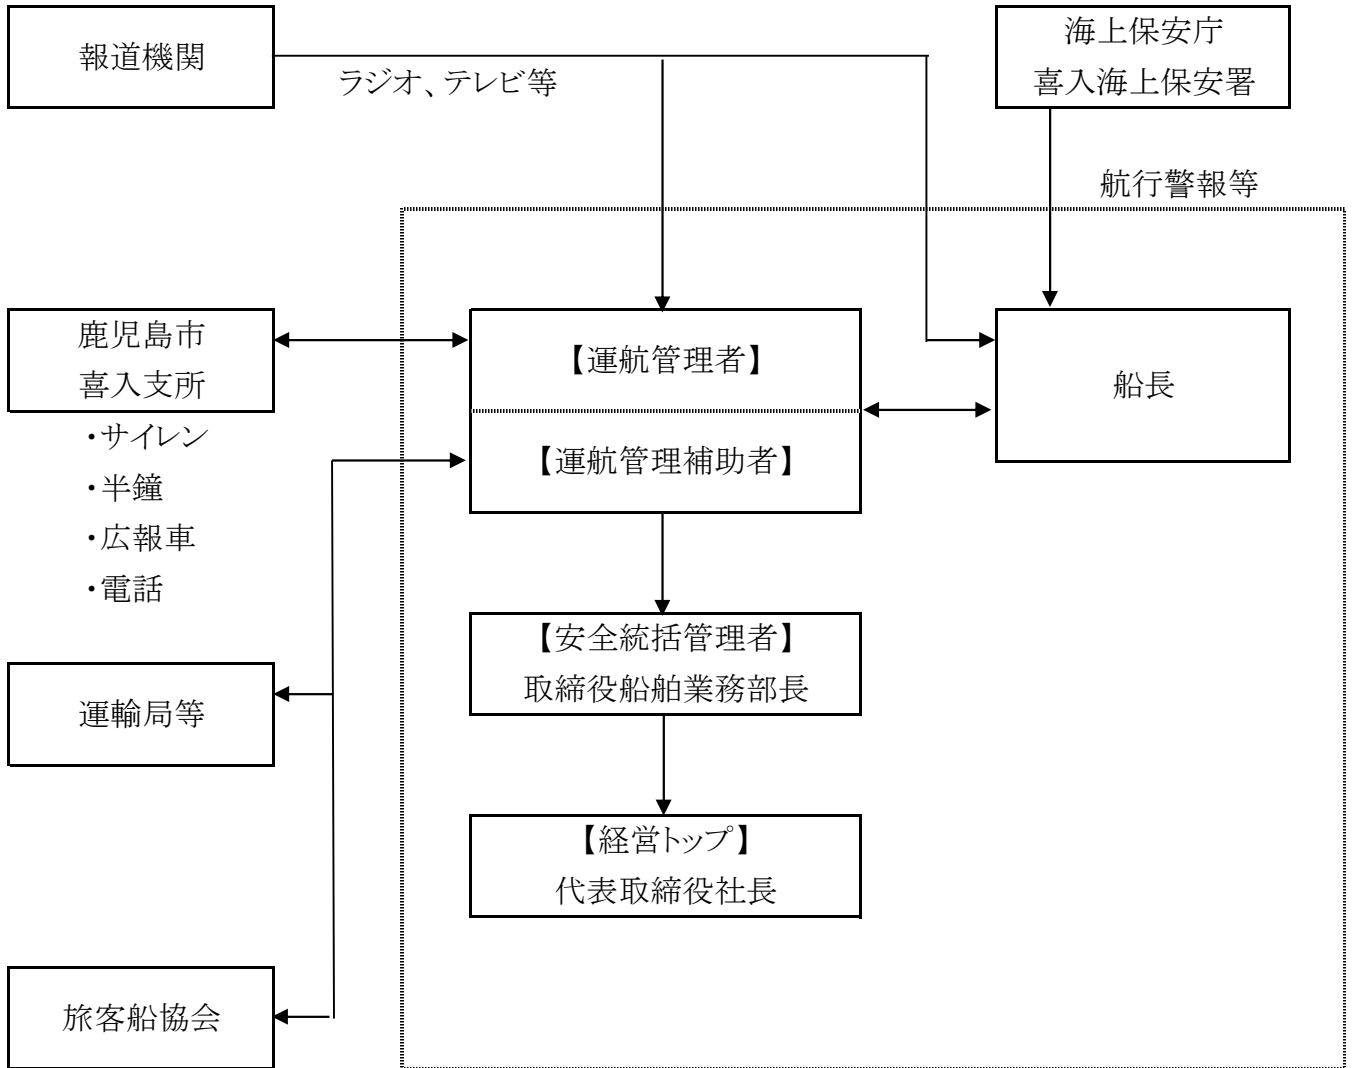 報道機関
ラジオ、テレビ等
海上保安庁
喜入海上保安署
航行警報等
鹿児島市
喜入支所
・サイレン
・半鐘
・広報車
・電話
【運航管理者】
【運航管理補助者】
船長
【安全統括管理者】
取締役船舶業務部長
運輸局等
【経営トップ】
代表取締役社長
旅客船協会